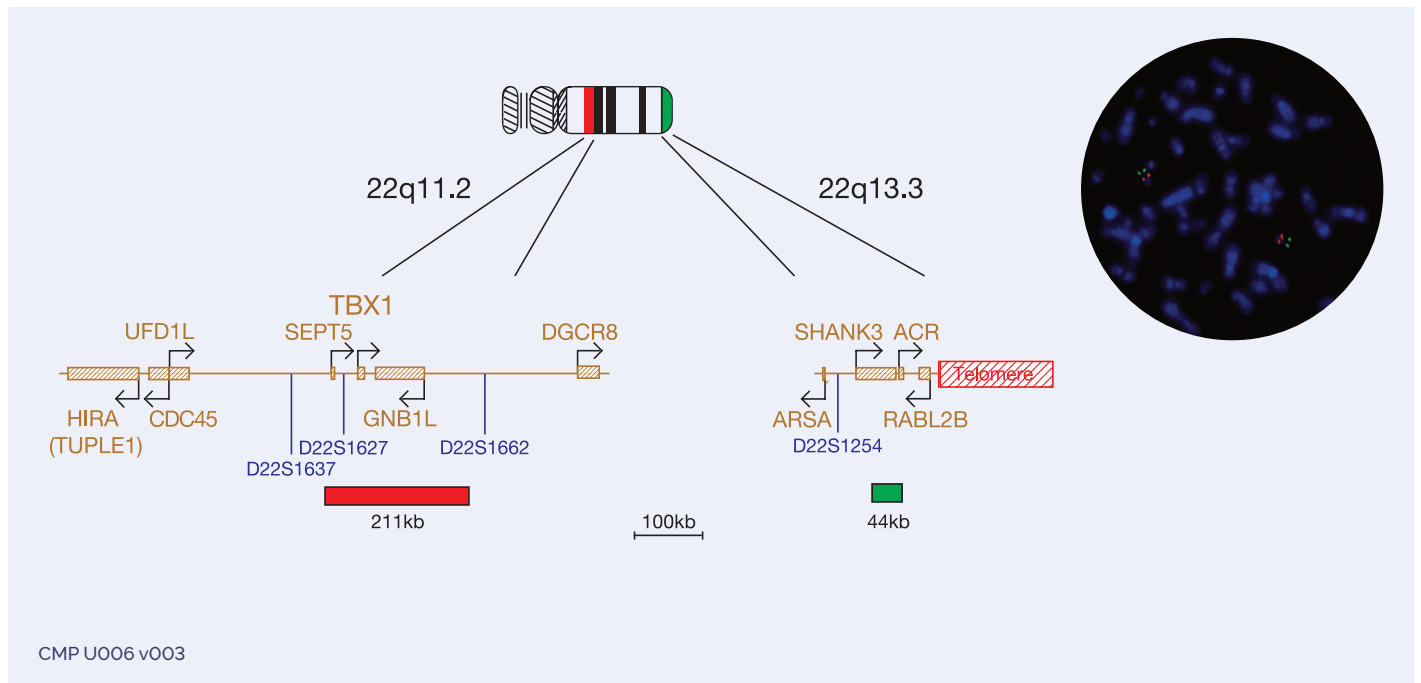 22q11.2
22q13.3
TBX1
UFD1L
SEPT5
DGCR8
SHANK3
ACR
Telomere
HIRA
(TUPLE1)
CDC45
GNB1L
ARSA
RABL2B
D22S1637
D22S1627
D22S1662
D22S1254
211kb
100kb
44kb
CMP U006 v003